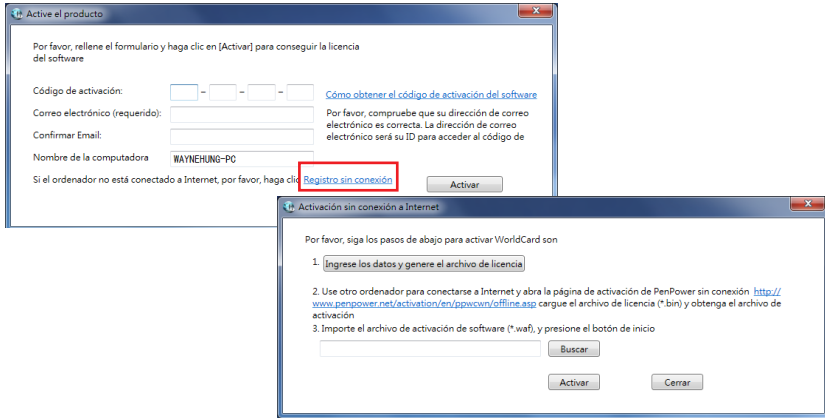 Active el producto
Por favor, rellene el formulario y haga clic en [Activar] para conseguir la licencia
del software
Código de activación:
– – –
Cómo obtener el código de activación del software
Correo electrónico (requerido):
Por favor, compruebe que su dirección de correo
electrónico es correcta. La dirección de correo
electrónico será su ID para acceder al código de
Confirmar Email:
Nombre de la computadora
WAYNEHUNG-PC
Si el ordenador no está conectado a Internet, por favor, haga clic Registro sin conexión
Activar
Activación sin conexión a Internet
Por favor, siga los pasos de abajo para activar WorldCard son
1. Ingrese los datos y genere el archivo de licencia
2. Use otro ordenador para conectarse a Internet y abra la página de activación de PenPower sin conexión http://
www.penpower.net/activation/en/ppwcwn/offline.asp cargue el archivo de licencia (*.bin) y obtenga el archivo de
activación
3. Importe el archivo de activación de software (*.waf), y presione el botón de inicio
Buscar
Activar
Cerrar